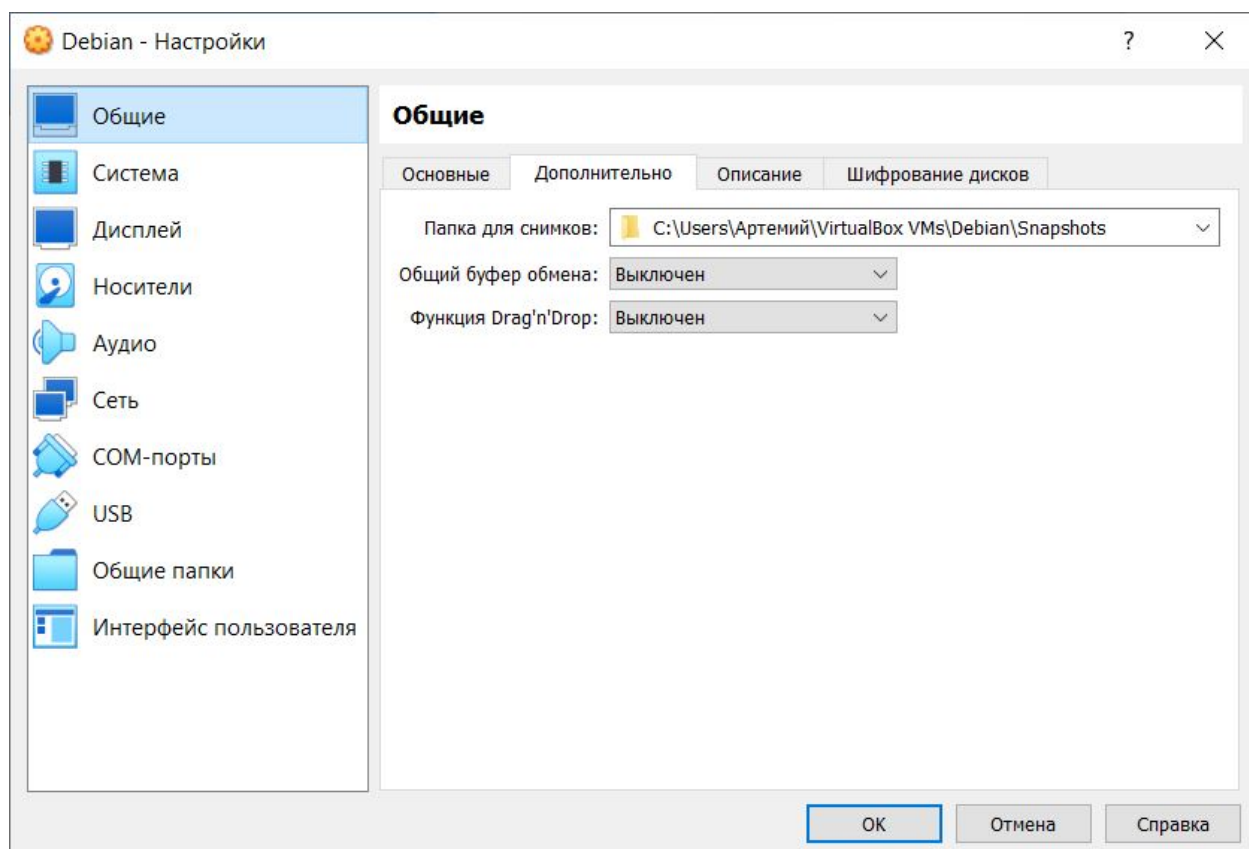 Debian - Настройки
?
Общие
Система
Дисплей
Носители
Аудио
Сеть
COM-порты
USB
Общие папки
Интерфейс пользователя
Общие
Основные Дополнительно Описание Шифрование дисков
Папка для снимков: C:\Users\Артемий\VirtualBox VMs\Debian\Snapshots
Общий буфер обмена: Выключен
Функция Drag'n'Drop: Выключен
OK Отмена Справка